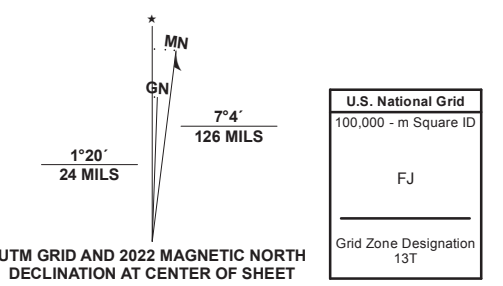 ★
MN
GN
7°4´
126 MILS
1°20´
24 MILS
UTM GRID AND 2022 MAGNETIC NORTH
DECLINATION AT CENTER OF SHEET
U.S. National Grid
100,000 - m Square ID
FJ
Grid Zone Designation
13T